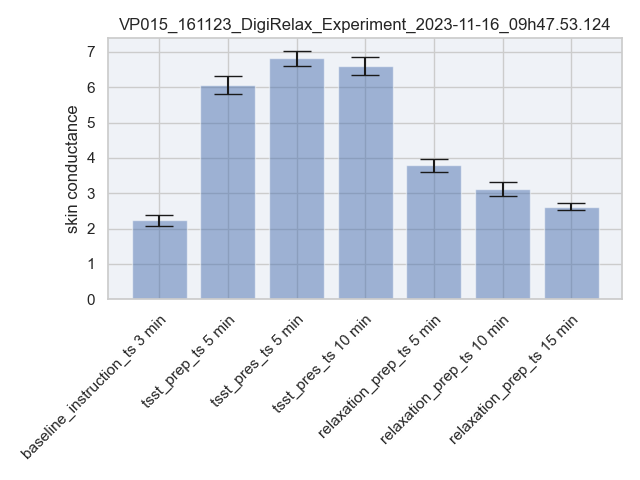 VP015_161123_DigiRelax_Experiment_2023-11-16_09h47.53.124
skin conductance
7
6
5
4
3
2
1
0
baseline_instruction_ts 3 min
tsst_prep_ts 5 min
tsst_pres_ts 5 min
tsst_pres_ts 10 min
relaxation_prep_ts 5 min
relaxation_prep_ts 10 min
relaxation_prep_ts 15 min